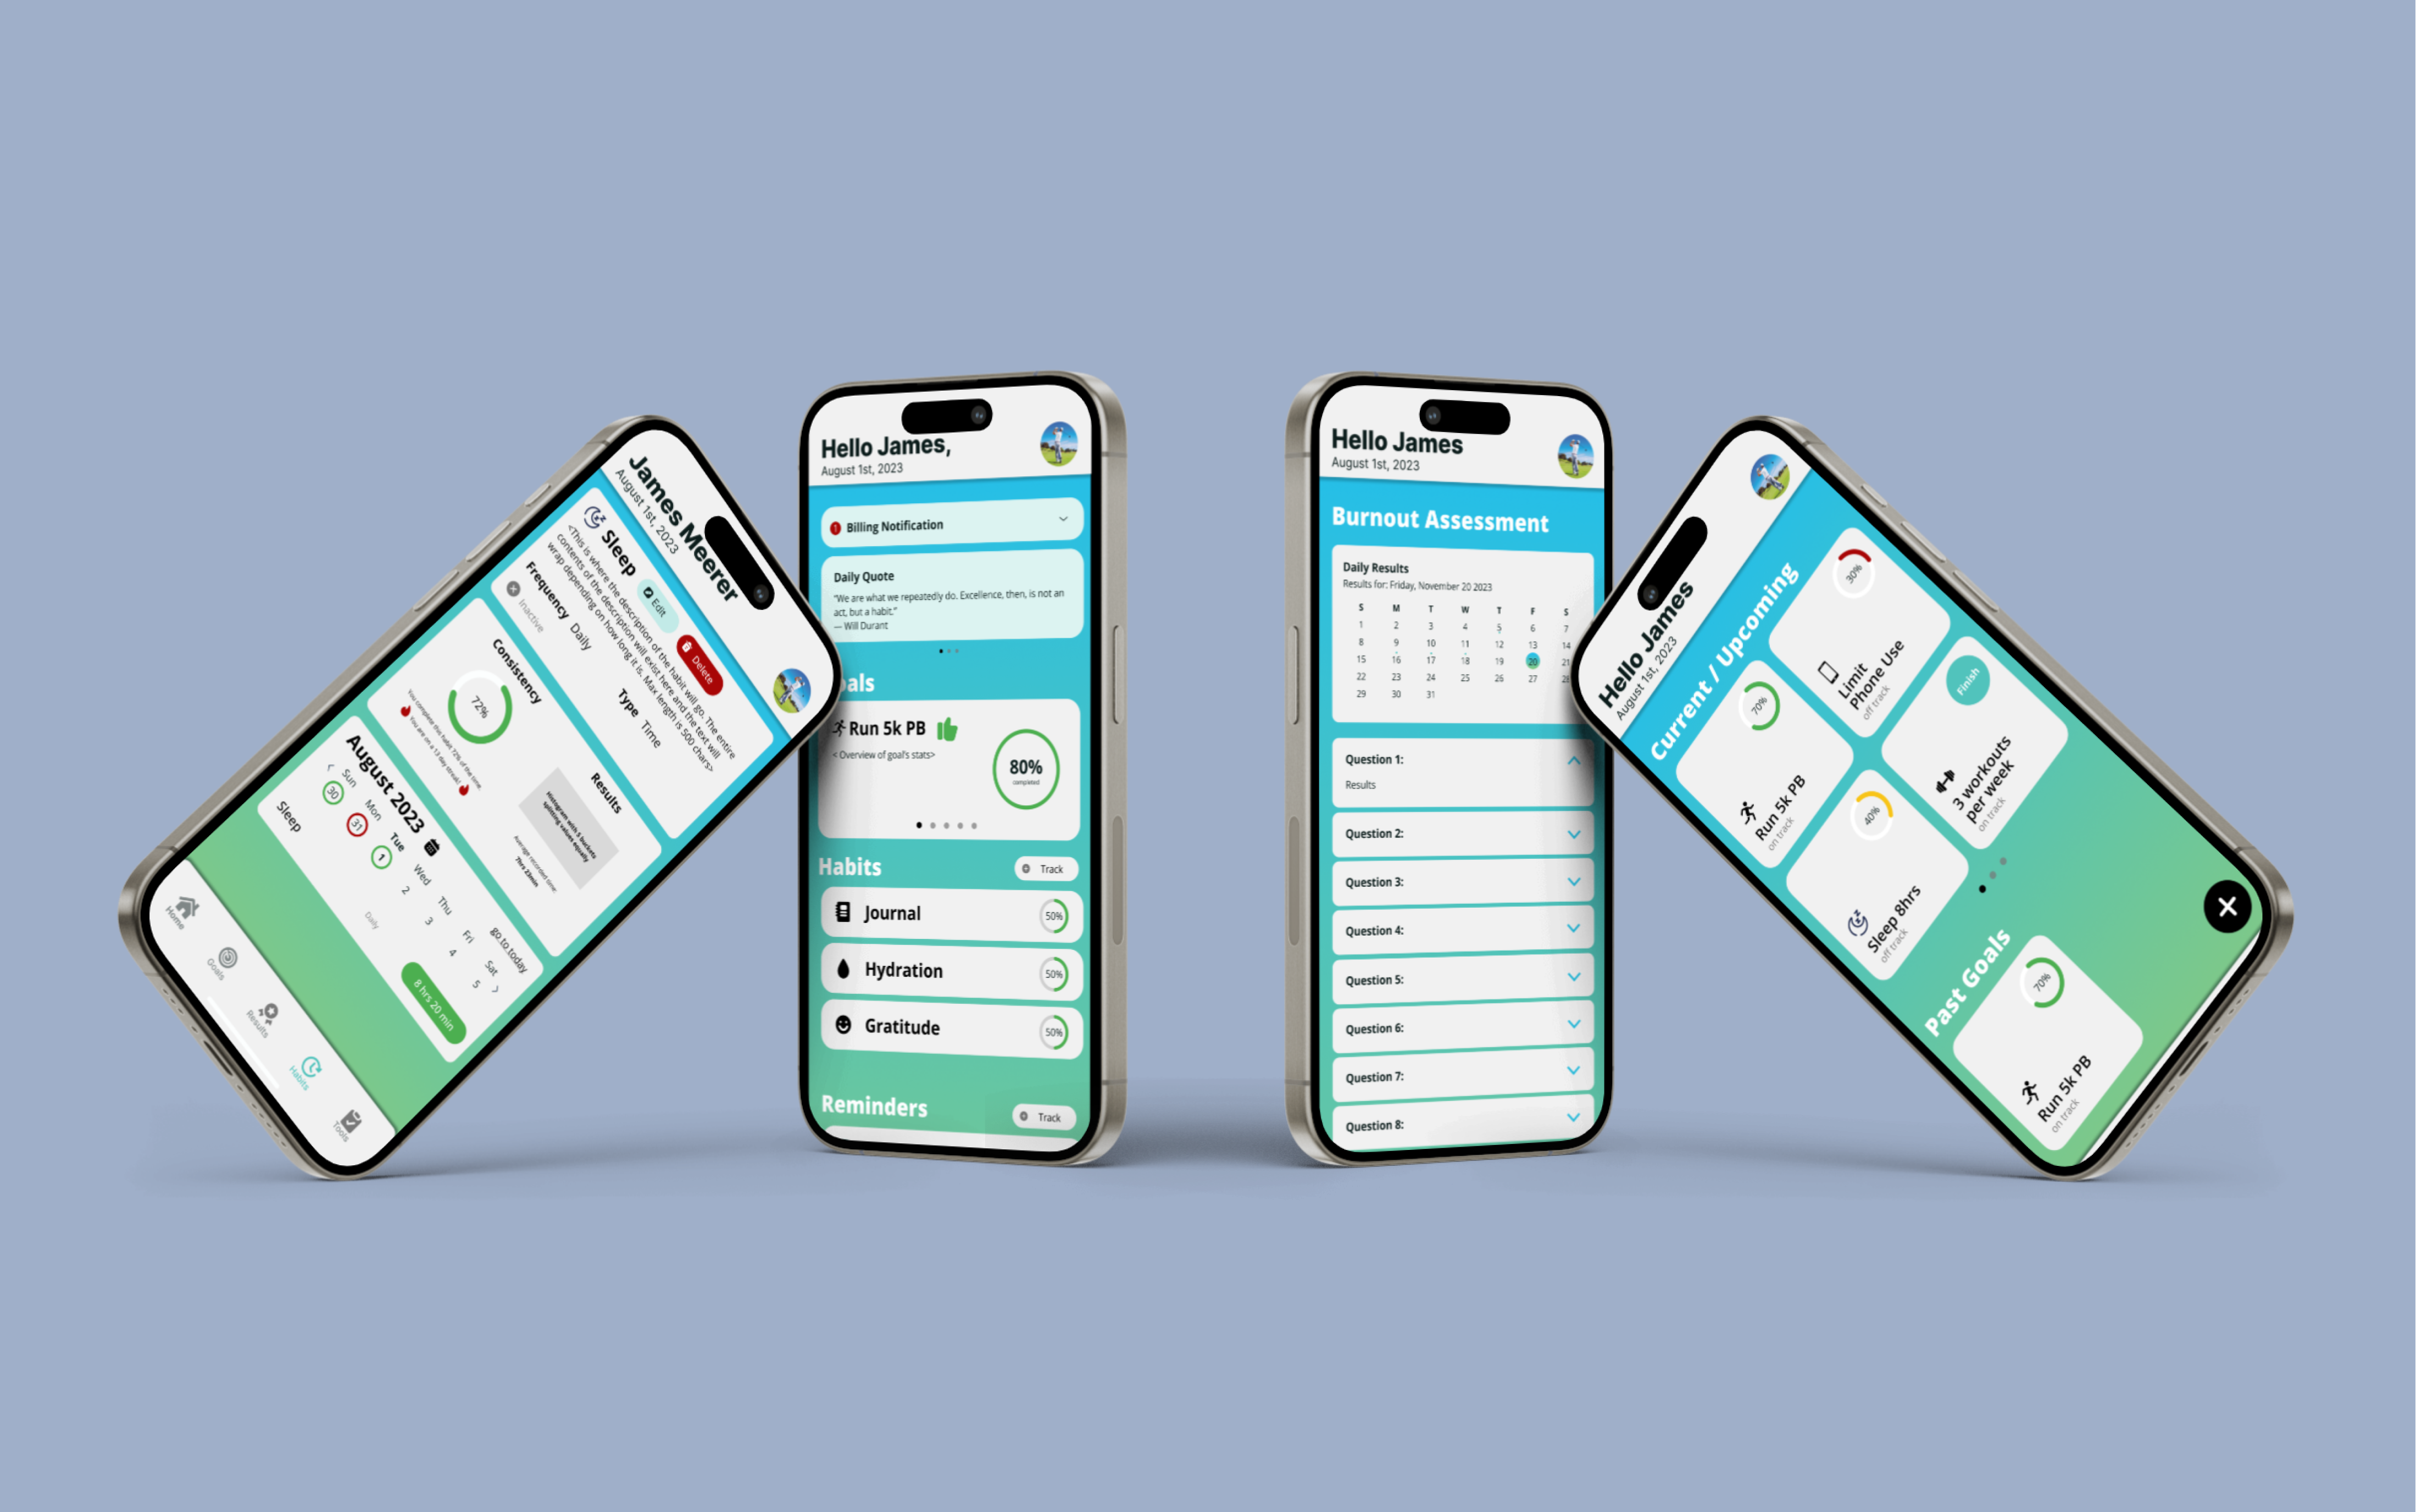 James Meerer
August 1st, 2023
Sleep
Edit
Delete
<This is where the description of the habit will go. The entire
contents of the description will exist here and the text will
wrap depending on how long it is. Max length is 500 chars>
Frequency Daily
Type Time
Inactive
Consistency
72%
You complete this habit 72% of the time.
You are on a 13 day streak!
Results
Histogram with 5 buckets
splitting values equally
Average recorded time:
7hrs 23min
August 2023
go to today
Sun Mon Tue Wed Thu Fri Sat
30 31 1 2 3 4 5
Sleep
Daily
8 hrs 20 min
Home
Goals
Results
Habits
Tools
Hello James,
August 1st, 2023
Billing Notification
Daily Quote
“We are what we repeatedly do. Excellence, then, is not an
act, but a habit.”
— Will Durant
oals
Run 5k PB
< Overview of goal's stats>
80%
completed
Habits
Track
Journal
50%
Hydration
50%
Gratitude
50%
Reminders
Track
Hello James
August 1st, 2023
Burnout Assessment
Daily Results
Results for: Friday, November 20 2023
S M T W T F S
1 2 3 4 5 6 7
8 9 10 11 12 13 14
15 16 17 18 19 20 21
22 23 24 25 26 27 28
29 30 31
Question 1:
Results
Question 2:
Question 3:
Question 4:
Question 5:
Question 6:
Question 7:
Question 8:
Hello James
August 1st, 2023
Current / Upcoming
70%
Run 5k PB
on track
30%
Limit
Phone Use
off track
40%
Sleep 8hrs
off track
Finish
3 workouts
per week
on track
Past Goals
70%
Run 5k PB
on track